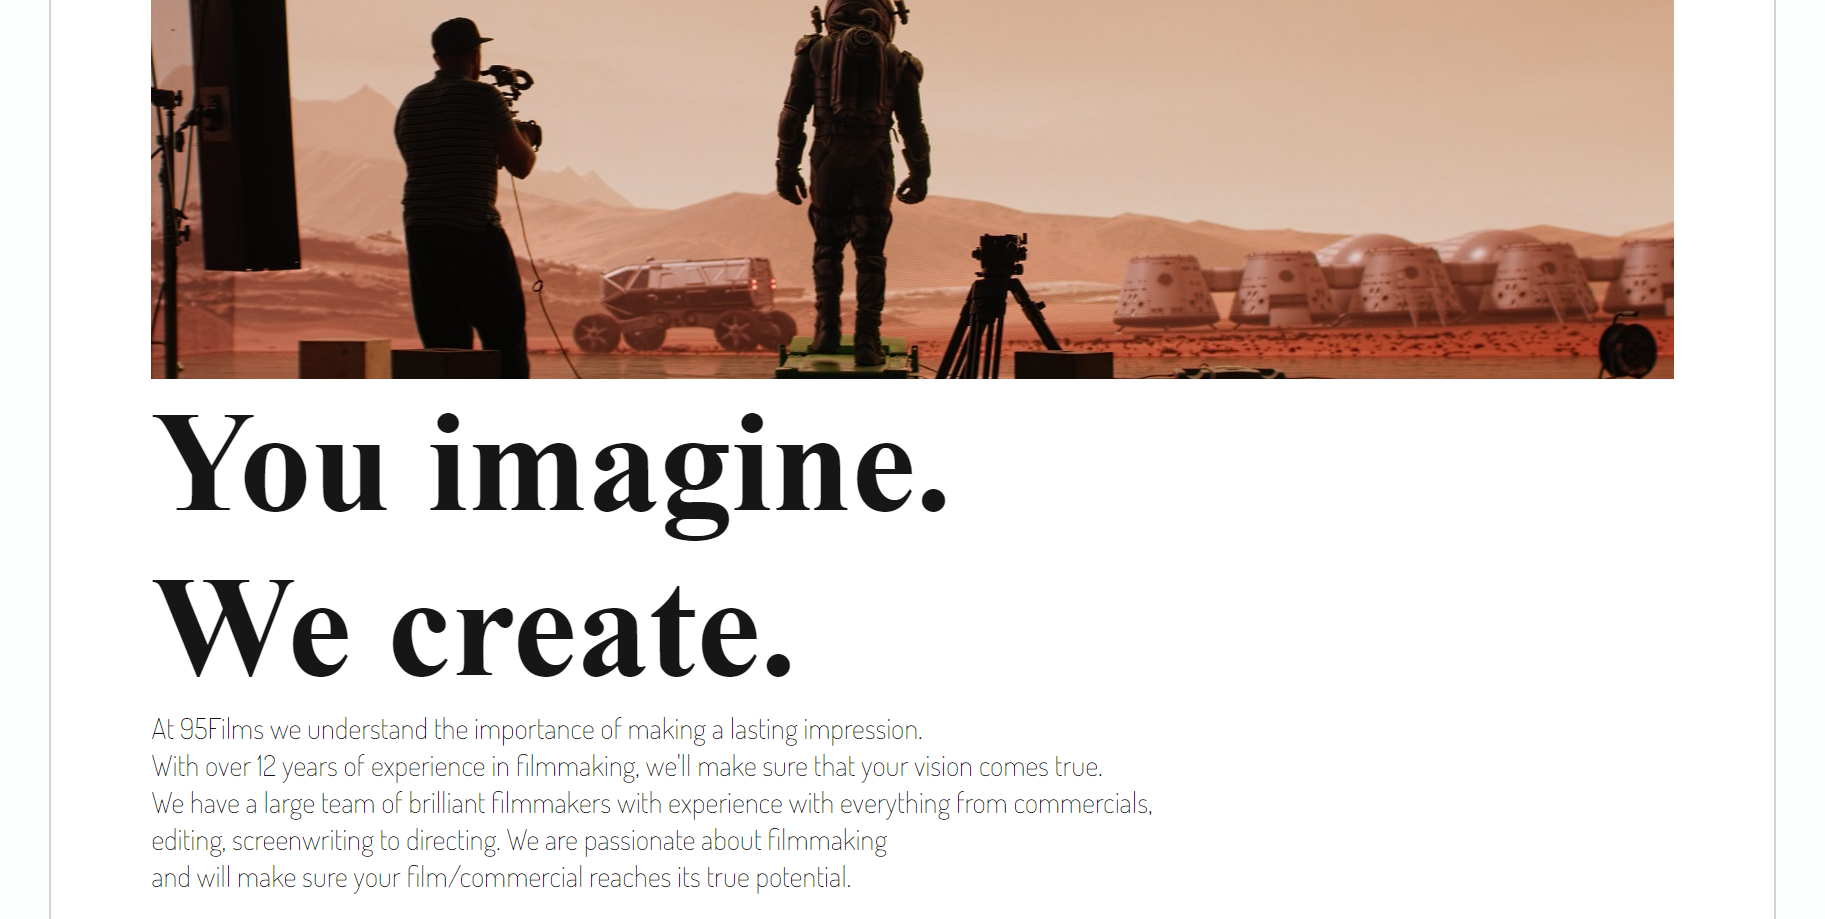 You imagine.
We create.
At 95Films we understand the importance of making a lasting impression.
With over 12 years of experience in filmmaking, we'll make sure that your vision comes true.
We have a large team of brilliant filmmakers with experience with everything from commercials,
editing, screenwriting to directing. We are passionate about filmmaking
and will make sure your film/commercial reaches its true potential.